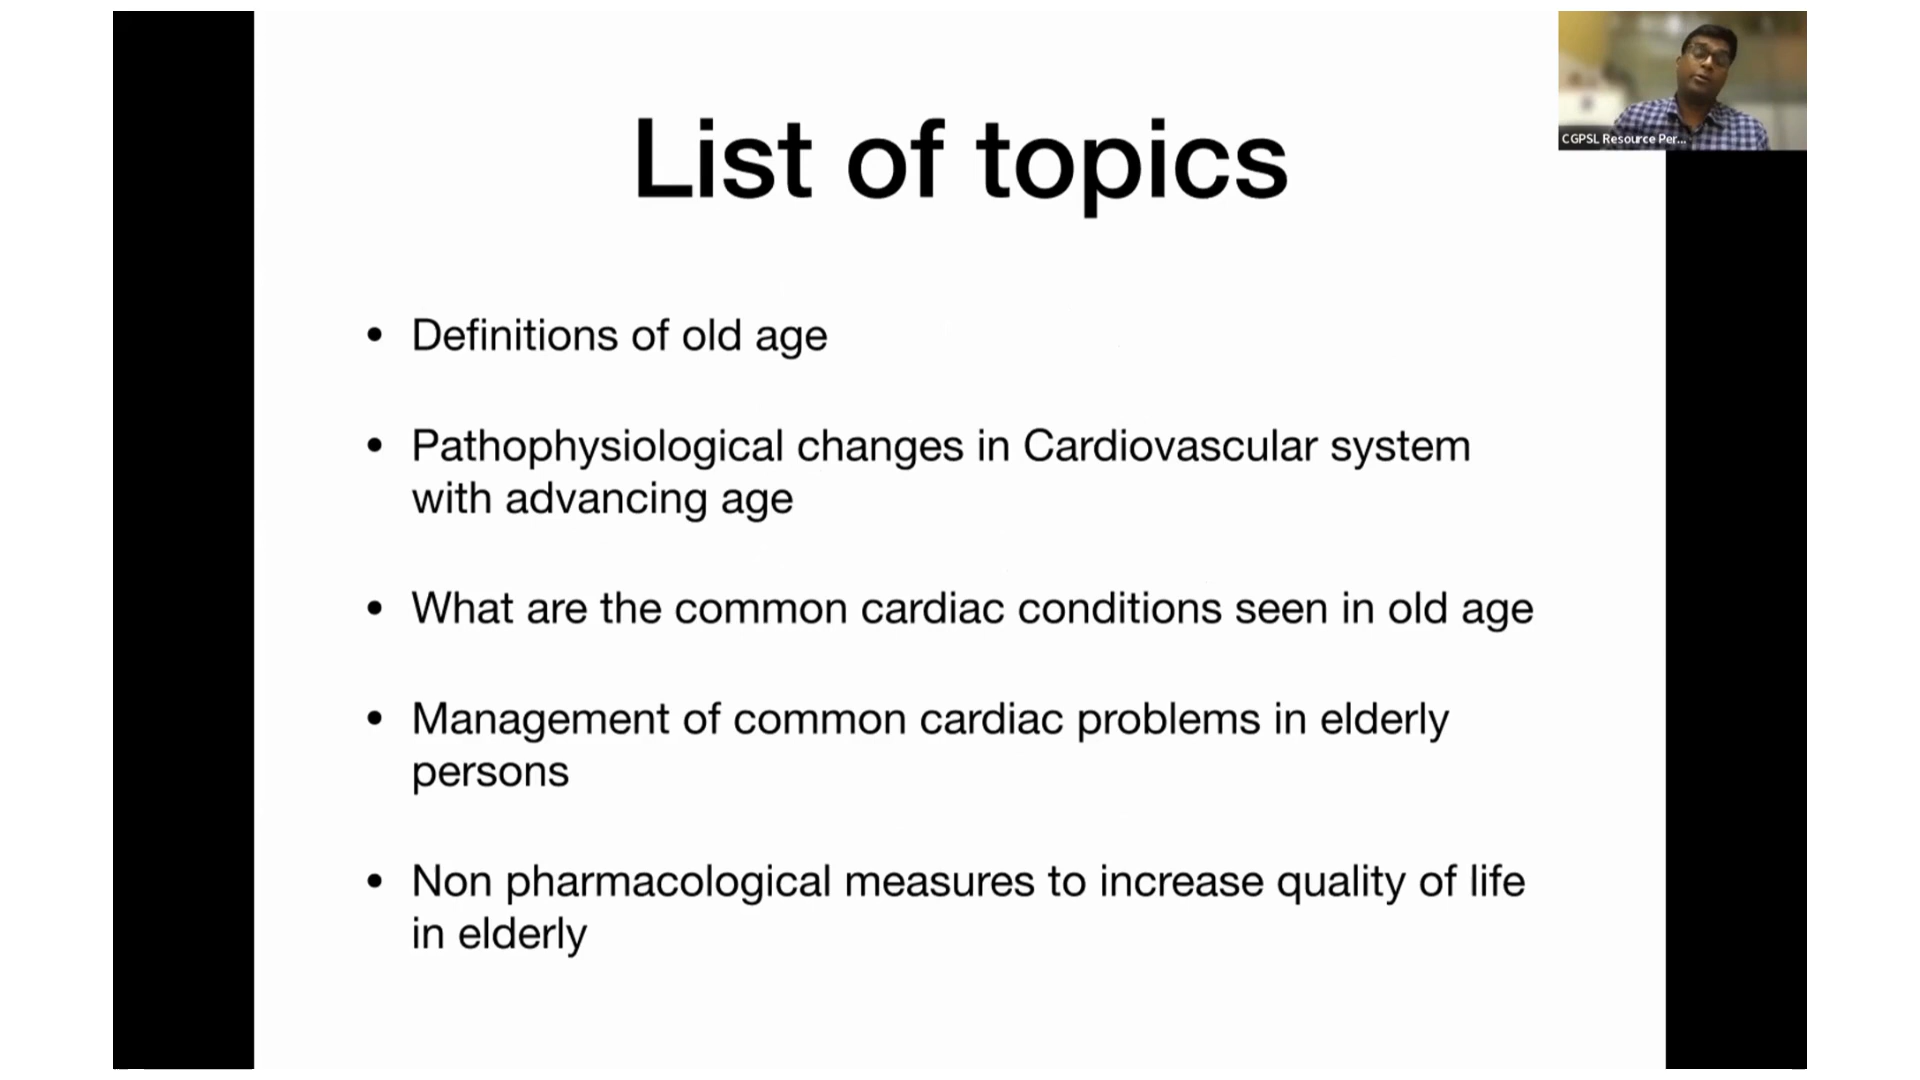 List of topics
CGPSL Resource Per...
• Definitions of old age
• Pathophysiological changes in Cardiovascular system
with advancing age
• What are the common cardiac conditions seen in old age
• Management of common cardiac problems in elderly
persons
• Non pharmacological measures to increase quality of life
in elderly